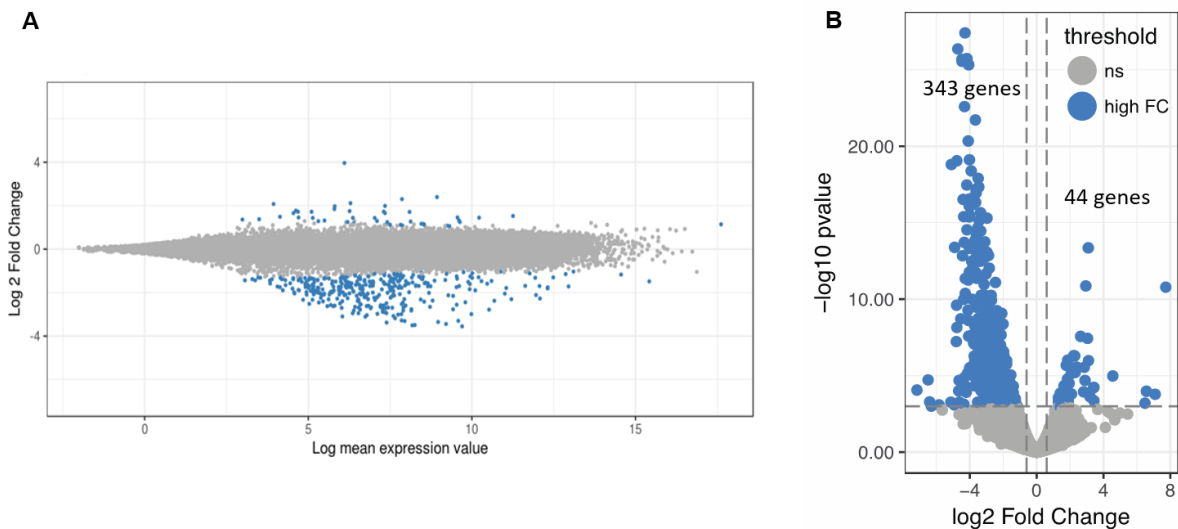 A
Log 2 Fold Change
4
0
-4
0
5
10
15
Log mean expression value
B
threshold
ns
high FC
343 genes
44 genes
−log10 pvalue
20.00
10.00
0.00
−4
0
4
8
log2 Fold Change